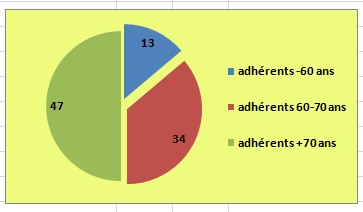 13
adhérents -60 ans
47
adhérents 60-70 ans
34
adhérents +70 ans